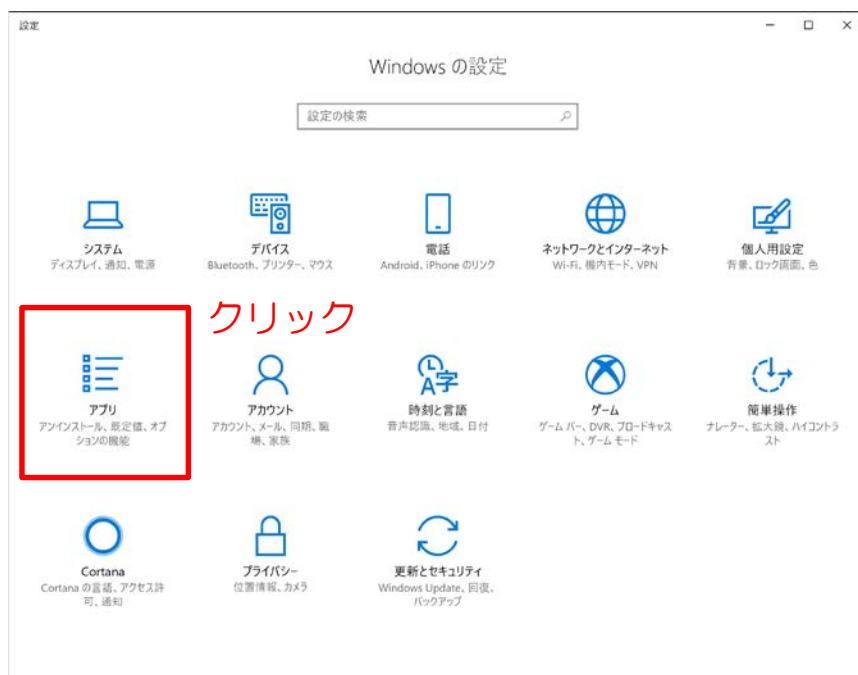 設定
Windows の設定
設定の検索
システム
ディスプレイ、通知、電源
デバイス
Bluetooth、プリンター、マウス
電話
Android、iPhone のリンク
ネットワークとインターネット
Wi-Fi、機内モード、VPN
個人用設定
背景、ロック画面、色
クリック
アプリ
アンインストール、既定値、オプ
ションの機能
アカウント
アカウント、メール、同期、職
場、家族
時刻と言語
音声認識、地域、日付
ゲーム
ゲーム バー、DVR、ブロードキャス
ト、ゲーム モード
簡単操作
ナレーター、拡大鏡、ハイコントラ
スト
Cortana
Cortana の言語、アクセス許
可、通知
プライバシー
位置情報、カメラ
更新とセキュリティ
Windows Update、回復、
バックアップ